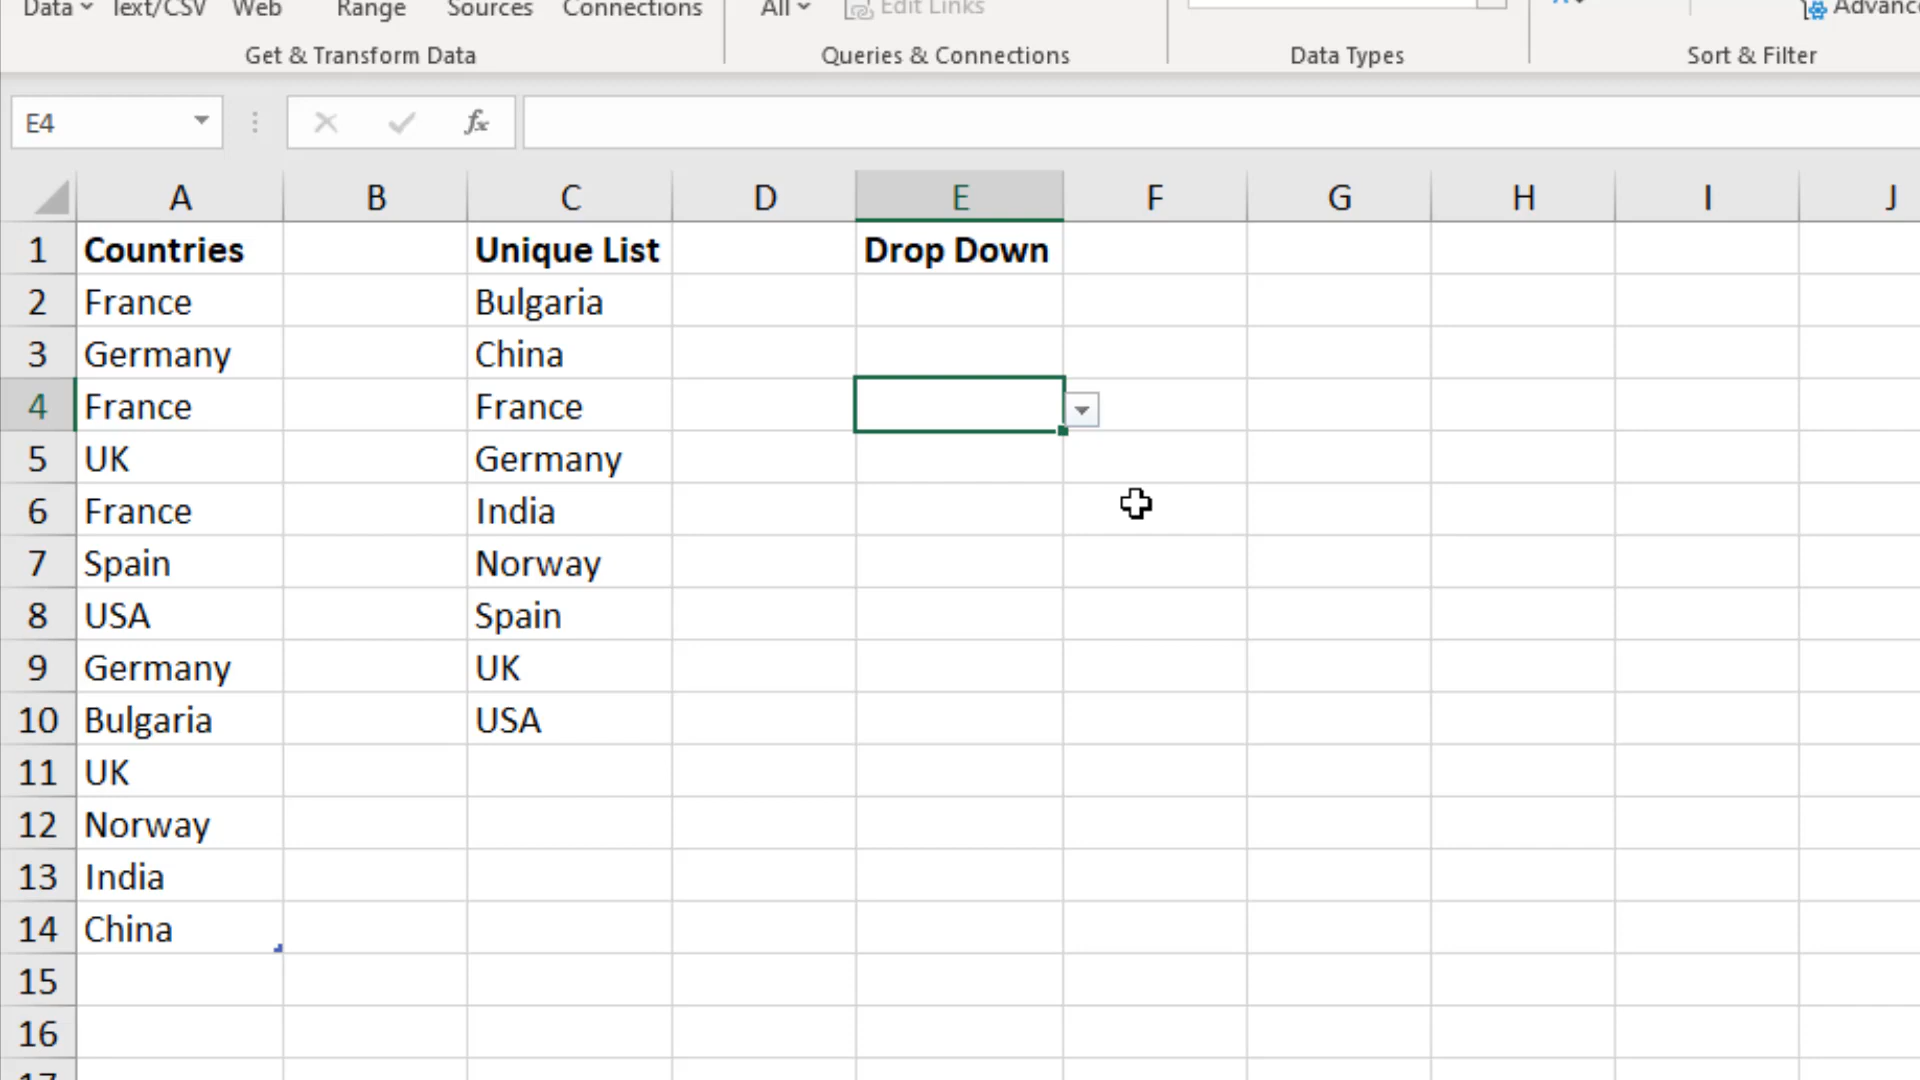 Data Text/CSV Web Range Sources Connections All Edit Links
Get & Transform Data Queries & Connections Data Types Sort & Filter
E4 fx
A B C D E F G H I J
1 Countries Unique List Drop Down
2 France Bulgaria
3 Germany China
4 France France
5 UK Germany
6 France India
7 Spain Norway
8 USA Spain
9 Germany UK
10 Bulgaria USA
11 UK
12 Norway
13 India
14 China
15
16
17